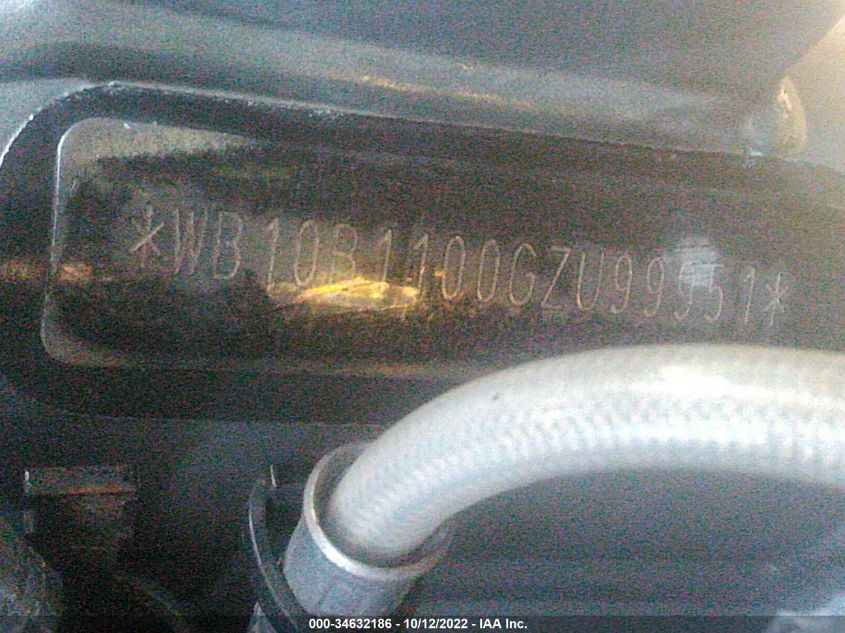 *WB10B1100GZU99951*
000-34632186 - 10/12/2022 - IAA Inc.